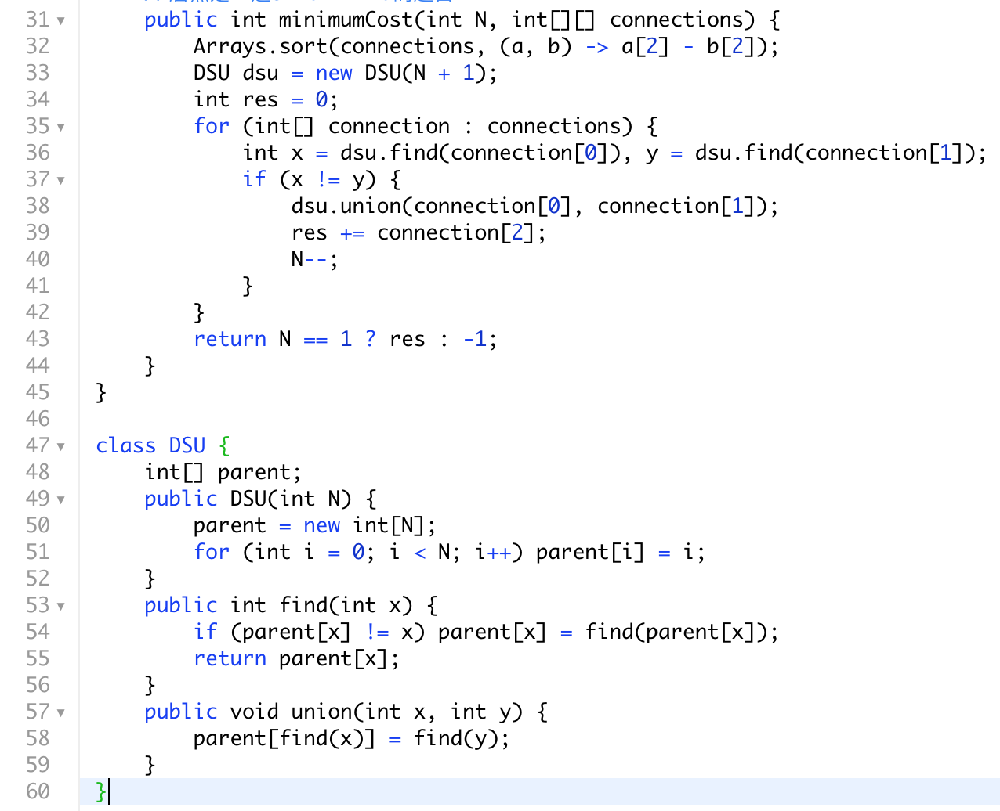 31 ▼ public int minimumCost(int N, int[][] connections) {
32 Arrays.sort(connections, (a, b) -> a[2] - b[2]);
33 DSU dsu = new DSU(N + 1);
34 int res = 0;
35 ▼ for (int[] connection : connections) {
36 int x = dsu.find(connection[0]), y = dsu.find(connection[1]);
37 ▼ if (x != y) {
38 dsu.union(connection[0], connection[1]);
39 res += connection[2];
40 N--;
41 }
42 }
43 return N == 1 ? res : -1;
44 }
45 }
46
47 ▼ class DSU {
48 int[] parent;
49 ▼ public DSU(int N) {
50 parent = new int[N];
51 for (int i = 0; i < N; i++) parent[i] = i;
52 }
53 ▼ public int find(int x) {
54 if (parent[x] != x) parent[x] = find(parent[x]);
55 return parent[x];
56 }
57 ▼ public void union(int x, int y) {
58 parent[find(x)] = find(y);
59 }
60 }